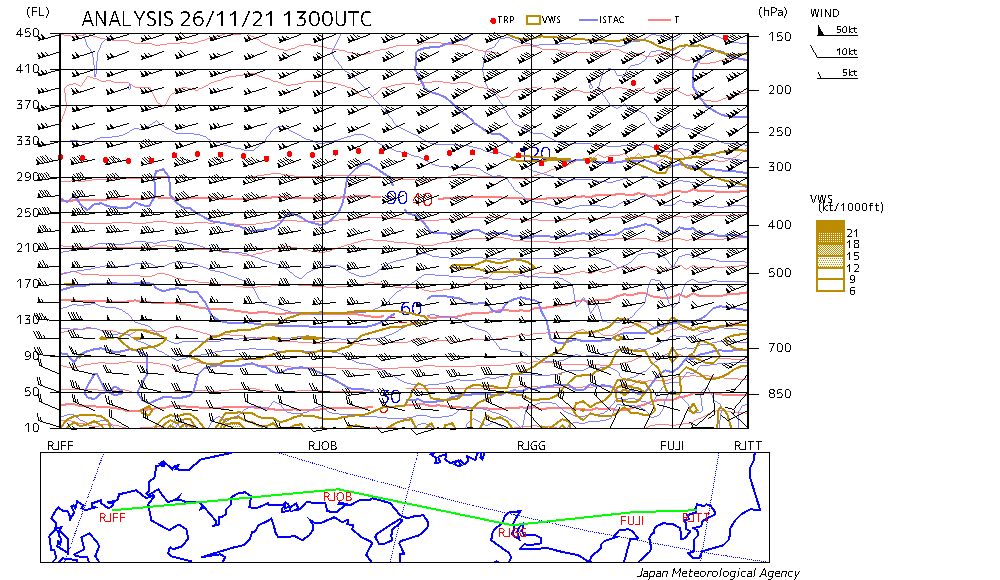 (FL) ANALYSIS 26/11/21 1300UTC TRP VWS ISTAC T (hPa) WIND
450 150 50kt
10kt
410 5kt
200
370
250
330
20
300
290
90 40 VWS
(kt/1000ft)
250
400
21
210 18
15
500 12
170 9
6
60
130
700
90
50 30 850
10
RJFF RJOB RJGG FUJI RJTT
RJOB
RJFF FUJI RJTT
RJGG
Japan Meteorological Agency